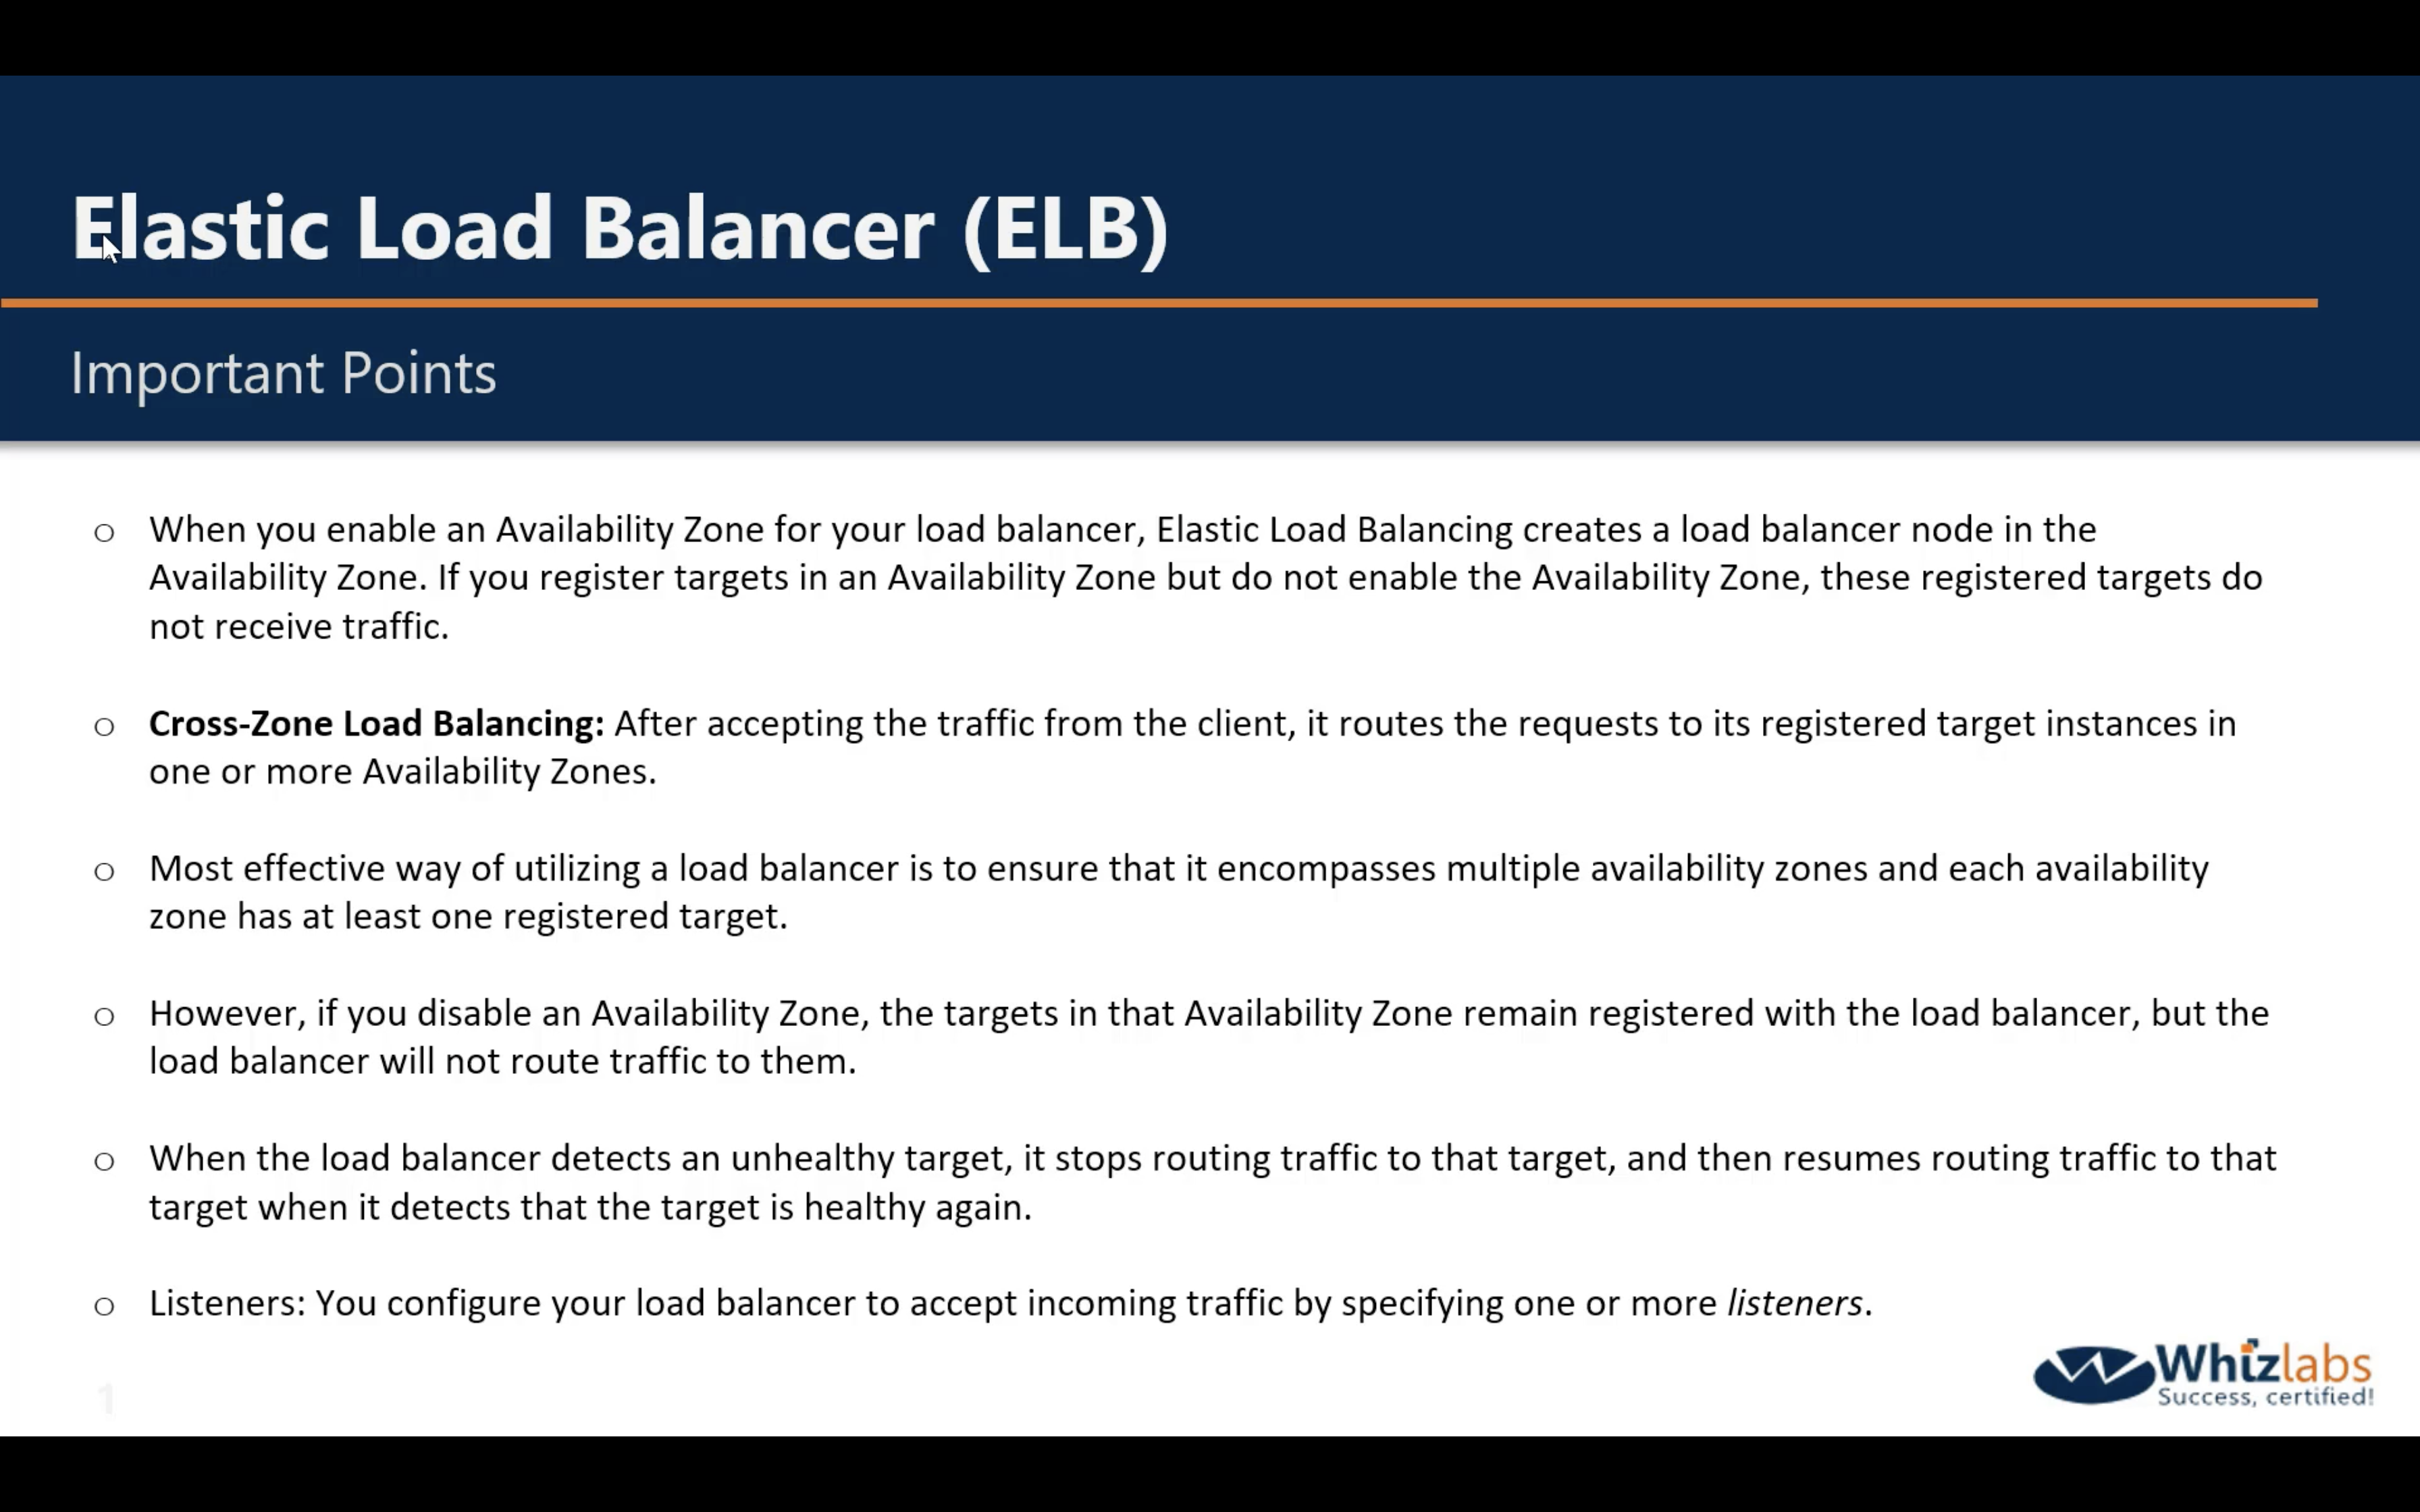 Elastic Load Balancer (ELB)
Important Points
o When you enable an Availability Zone for your load balancer, Elastic Load Balancing creates a load balancer node in the
Availability Zone. If you register targets in an Availability Zone but do not enable the Availability Zone, these registered targets do
not receive traffic.
o Cross-Zone Load Balancing: After accepting the traffic from the client, it routes the requests to its registered target instances in
one or more Availability Zones.
o Most effective way of utilizing a load balancer is to ensure that it encompasses multiple availability zones and each availability
zone has at least one registered target.
o However, if you disable an Availability Zone, the targets in that Availability Zone remain registered with the load balancer, but the
load balancer will not route traffic to them.
o When the load balancer detects an unhealthy target, it stops routing traffic to that target, and then resumes routing traffic to that
target when it detects that the target is healthy again.
o Listeners: You configure your load balancer to accept incoming traffic by specifying one or more listeners.
Whizlabs
Success, certified!
1